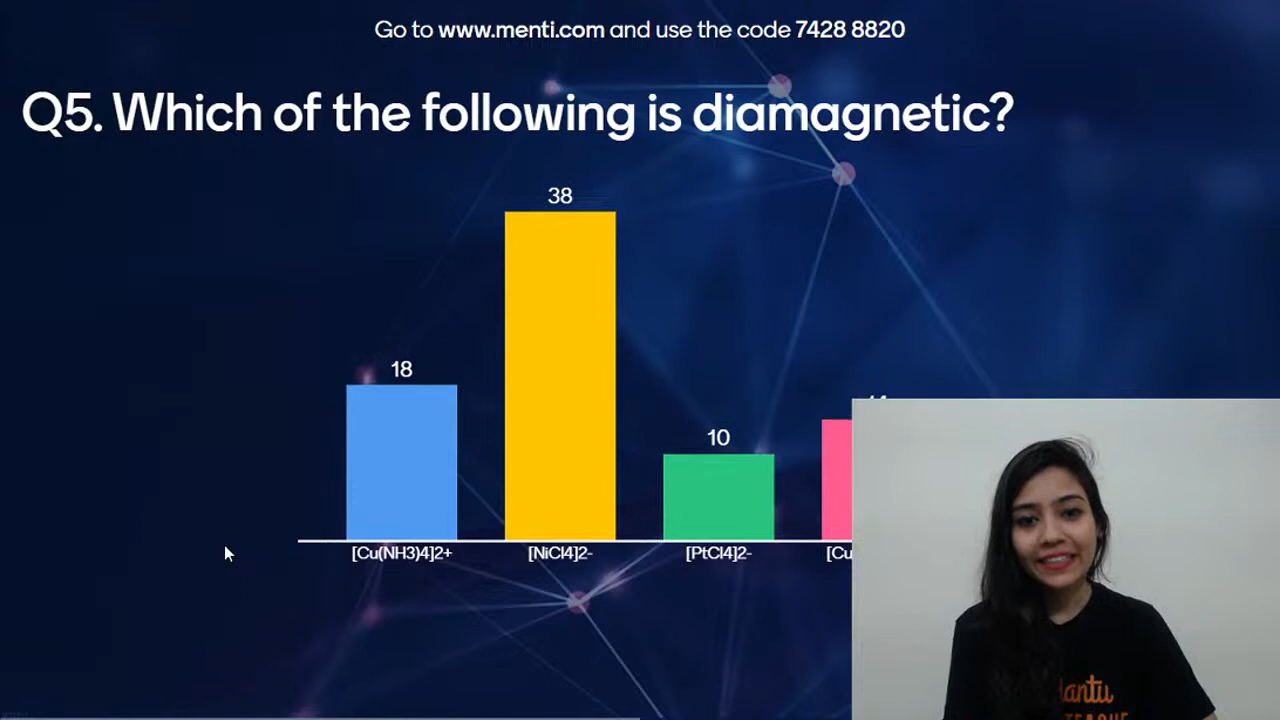 Go to www.menti.com and use the code 7428 8820
Q5. Which of the following is diamagnetic?
38
18
10
[Cu(NH3)4]2+
[NiCl4]2-
[PtCl4]2-
[Cu